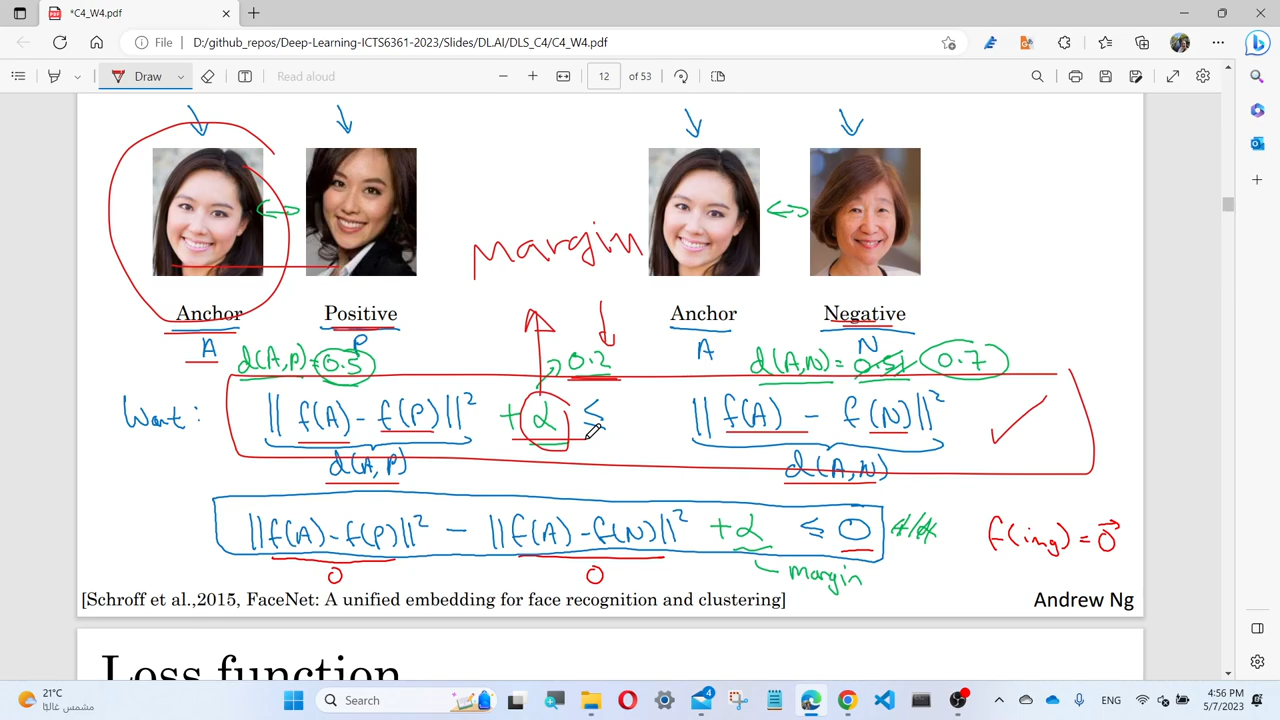 *C4_W4.pdf
File D:/github_repos/Deep-Learning-ICTS6361-2023/Slides/DL.AI/DLS_C4/C4_W4.pdf
Draw Read aloud 12 of 53
margin
Anchor Positive Anchor Negative
A P A N
d(A,P)=0.5 0.2 d(A,N)=0.51 0.7
Want: ||f(A)-f(P)||² +α ≤ ||f(A) - f(N)||²
d(A,P) d(A,N)
||f(A)-f(P)||² - ||f(A)-f(N)||² +α ≤ 0 f(img)=0⃗
0 0 margin
[Schroff et al.,2015, FaceNet: A unified embedding for face recognition and clustering] Andrew Ng
Loss function
21°C
مشمس غالبًا
Search
4
ENG
4:56 PM
5/7/2023